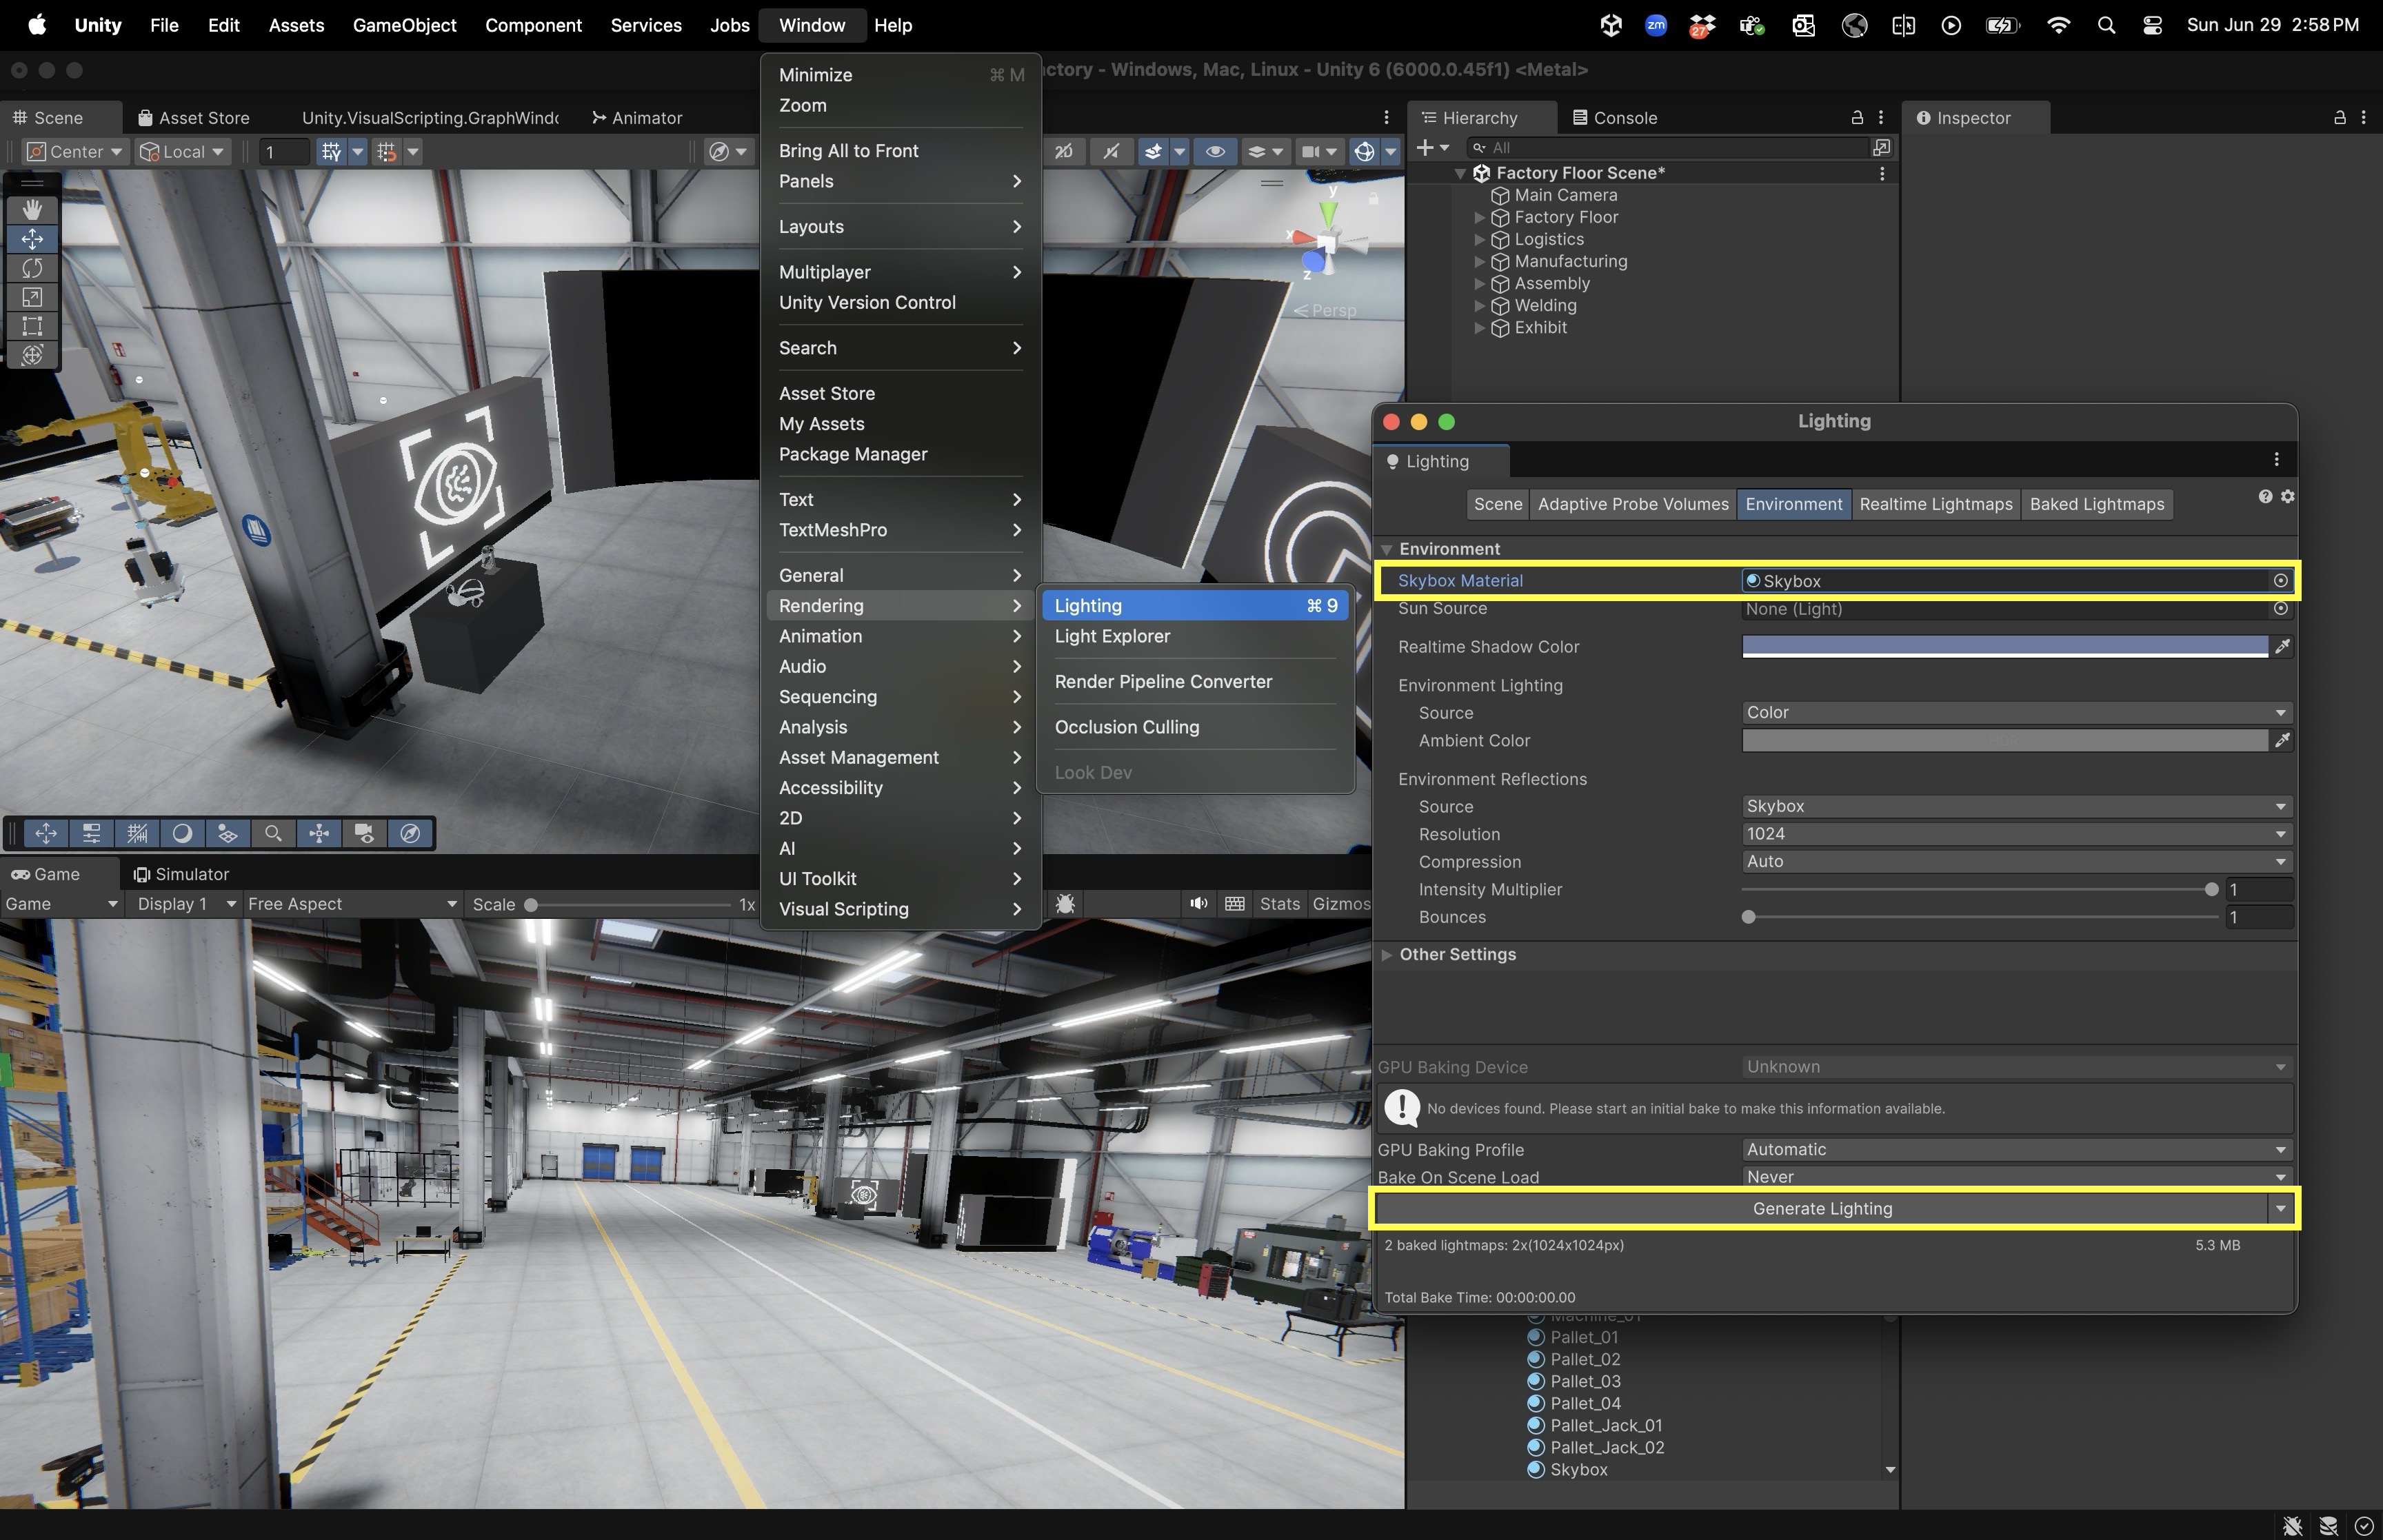 Unity File Edit Assets GameObject Component Services Jobs Window Help
zm 27 Sun Jun 29 2:58 PM
Minimize ⌘ M
ctory - Windows, Mac, Linux - Unity 6 (6000.0.45f1) <Metal>
Zoom
Bring All to Front
Panels
Layouts
Multiplayer
Unity Version Control
Search
Asset Store
My Assets
Package Manager
Text
TextMeshPro
General
Rendering
Animation
Audio
Sequencing
Analysis
Asset Management
Accessibility
2D
AI
UI Toolkit
Visual Scripting
Lighting ⌘ 9
Light Explorer
Render Pipeline Converter
Occlusion Culling
Look Dev
Scene Asset Store Unity.VisualScripting.GraphWind Animator
Center Local 1 2D
y
x
z
Persp
Hierarchy Console
All
Factory Floor Scene*
Main Camera
Factory Floor
Logistics
Manufacturing
Assembly
Welding
Exhibit
Inspector
Lighting
Lighting
Scene Adaptive Probe Volumes Environment Realtime Lightmaps Baked Lightmaps
Environment
Skybox Material Skybox
Sun Source None (Light)
Realtime Shadow Color
Environment Lighting
Source Color
Ambient Color
Environment Reflections
Source Skybox
Resolution 1024
Compression Auto
Intensity Multiplier 1
Bounces 1
Other Settings
GPU Baking Device Unknown
No devices found. Please start an initial bake to make this information available.
GPU Baking Profile Automatic
Bake On Scene Load Never
Generate Lighting
2 baked lightmaps: 2x(1024x1024px) 5.3 MB
Total Bake Time: 00:00:00.00
Game Simulator
Game Display 1 Free Aspect Scale 1x Stats Gizmos
Machine_01
Pallet_01
Pallet_02
Pallet_03
Pallet_04
Pallet_Jack_01
Pallet_Jack_02
Skybox